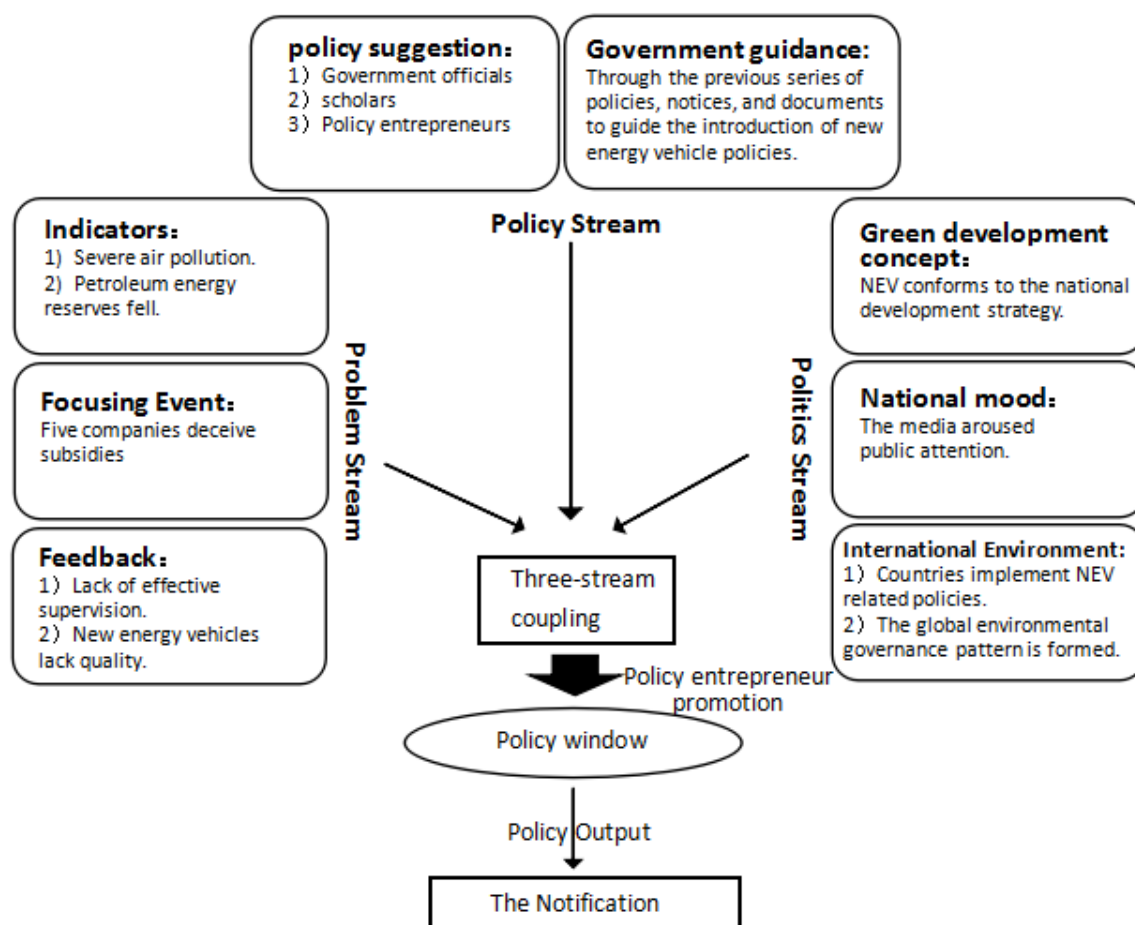 policy suggestion：
1）Government officials
2）scholars
3）Policy entrepreneurs
Government guidance:
Through the previous series of
policies, notices, and documents
to guide the introduction of new
energy vehicle policies.
Policy Stream
Indicators：
1) Severe air pollution.
2) Petroleum energy
reserves fell.
Focusing Event：
Five companies deceive
subsidies
Feedback：
1）Lack of effective
supervision.
2）New energy vehicles
lack quality.
Problem Stream
Green development
concept：
NEV conforms to the national
development strategy.
National mood：
The media aroused
public attention.
International Environment:
1）Countries implement NEV
related policies.
2）The global environmental
governance pattern is formed.
Politics Stream
Three-stream
coupling
Policy entrepreneur
promotion
Policy window
Policy Output
The Notification